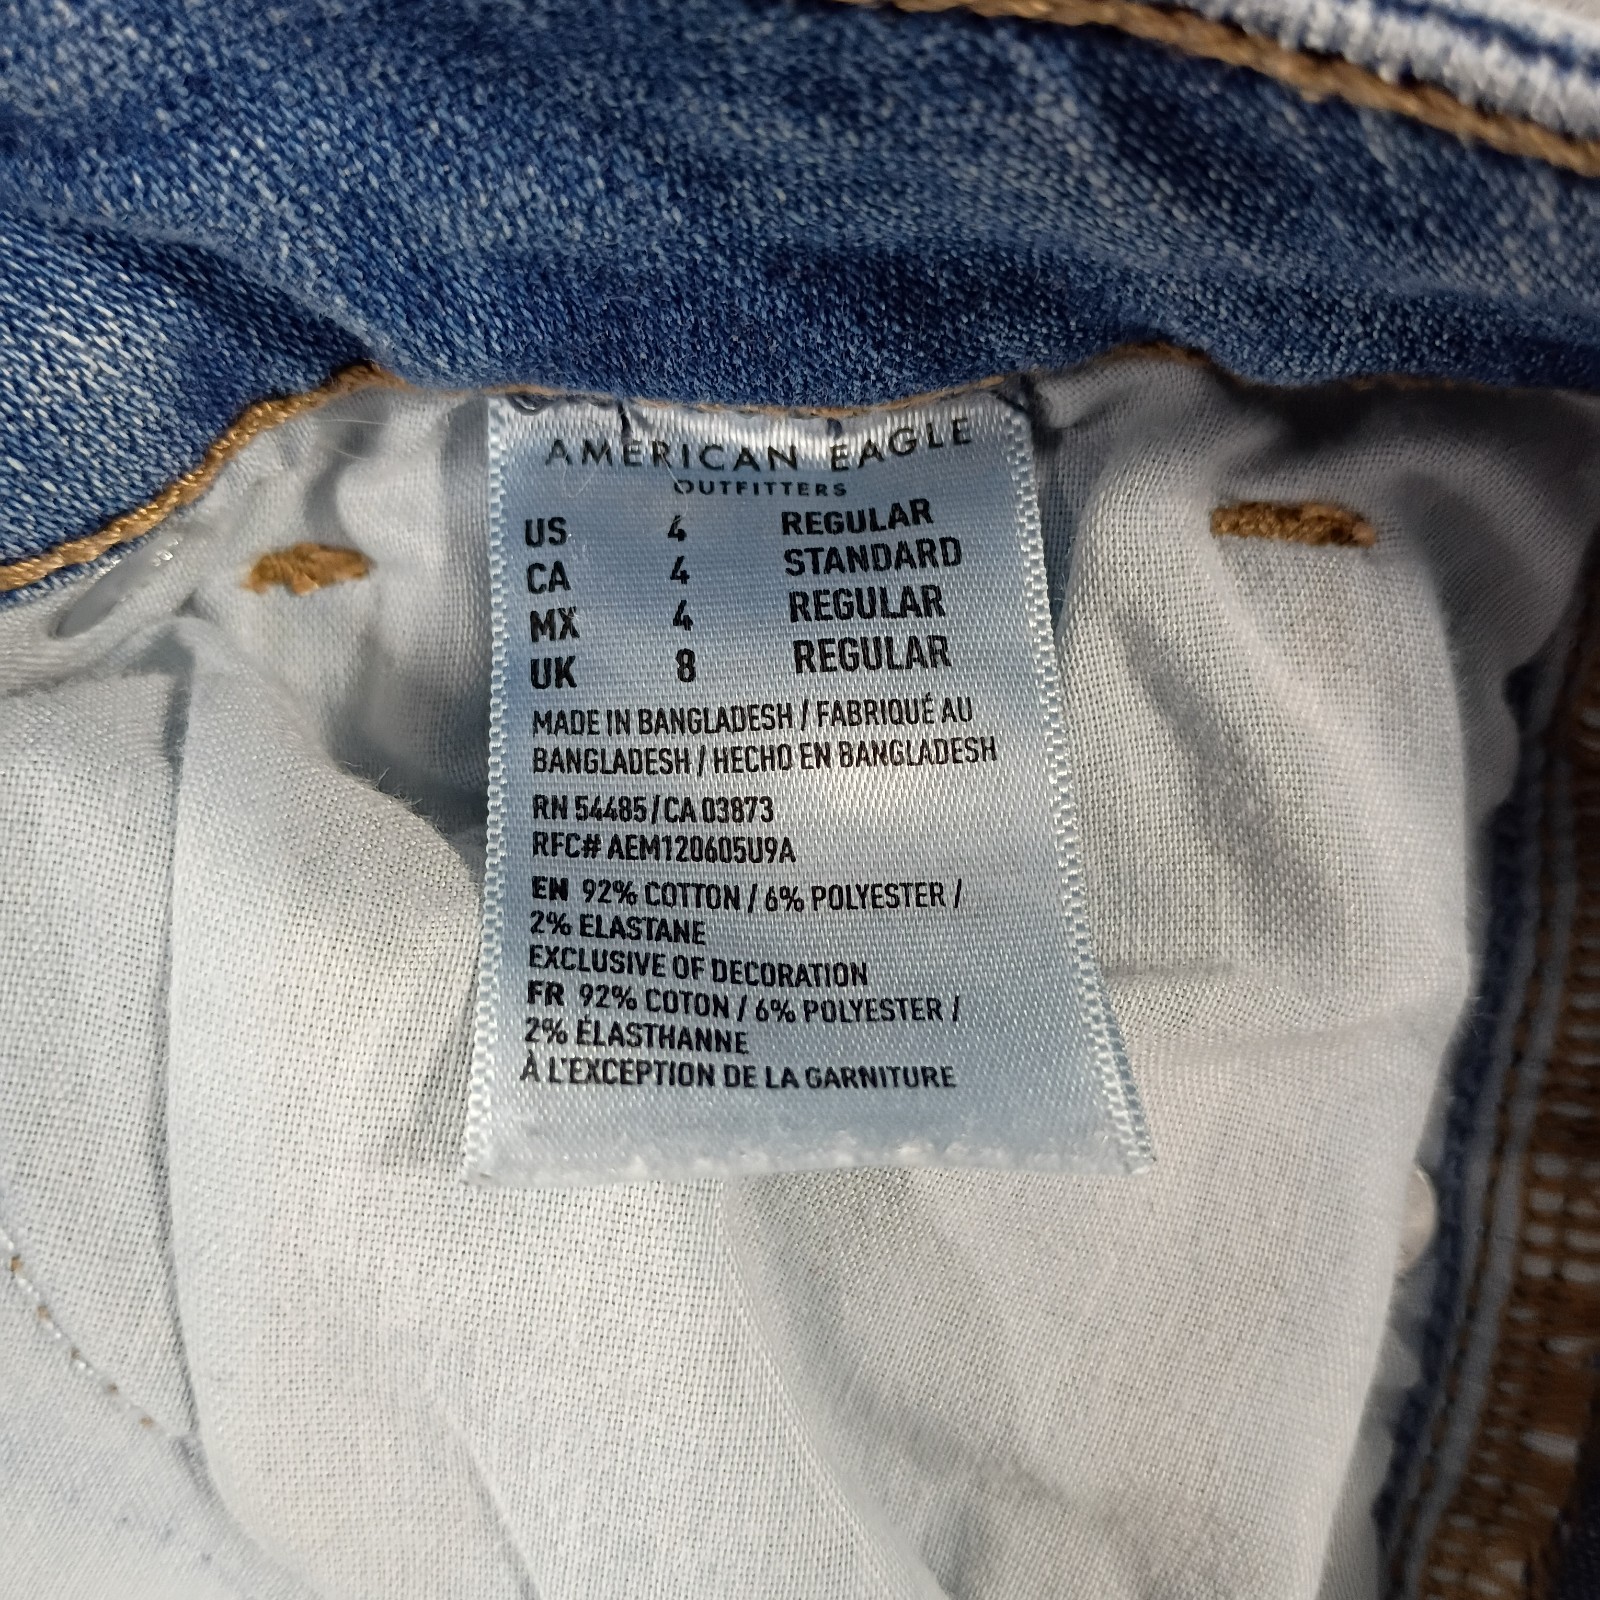 AMERICAN EAGLE
OUTFITTERS
US 4 REGULAR
CA 4 STANDARD
MX 4 REGULAR
UK 8 REGULAR
MADE IN BANGLADESH / FABRIQUÉ AU
BANGLADESH / HECHO EN BANGLADESH
RN 54485 / CA 03873
RFC# AEM120605U9A
EN 92% COTTON / 6% POLYESTER /
2% ELASTANE
EXCLUSIVE OF DECORATION
FR 92% COTON / 6% POLYESTER /
2% ÉLASTHANNE
À L'EXCEPTION DE LA GARNITURE